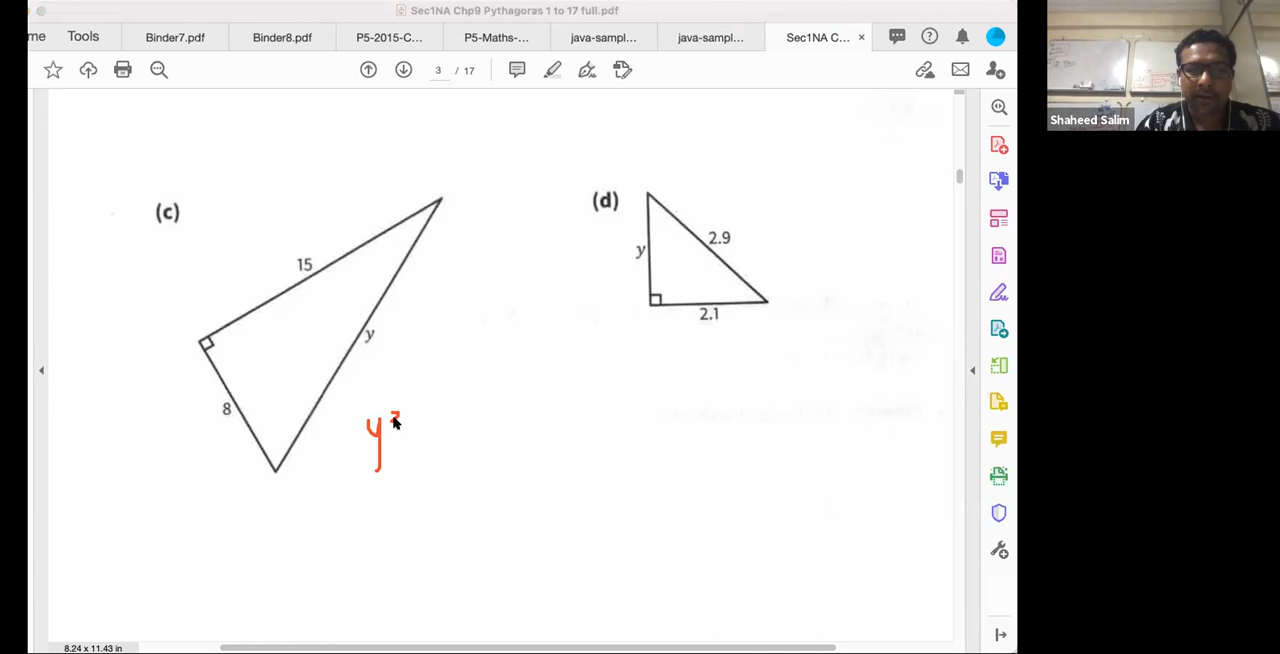 Sec1NA Chp9 Pythagoras 1 to 17 full.pdf
me Tools Binder7.pdf Binder8.pdf P5-2015-C... P5-Maths-... java-sampl... java-sampl... Sec1NA C... ×
3 / 17
Shaheed Salim
(c)
15
y
8
(d)
y
2.9
2.1
y²
8.24 x 11.43 in